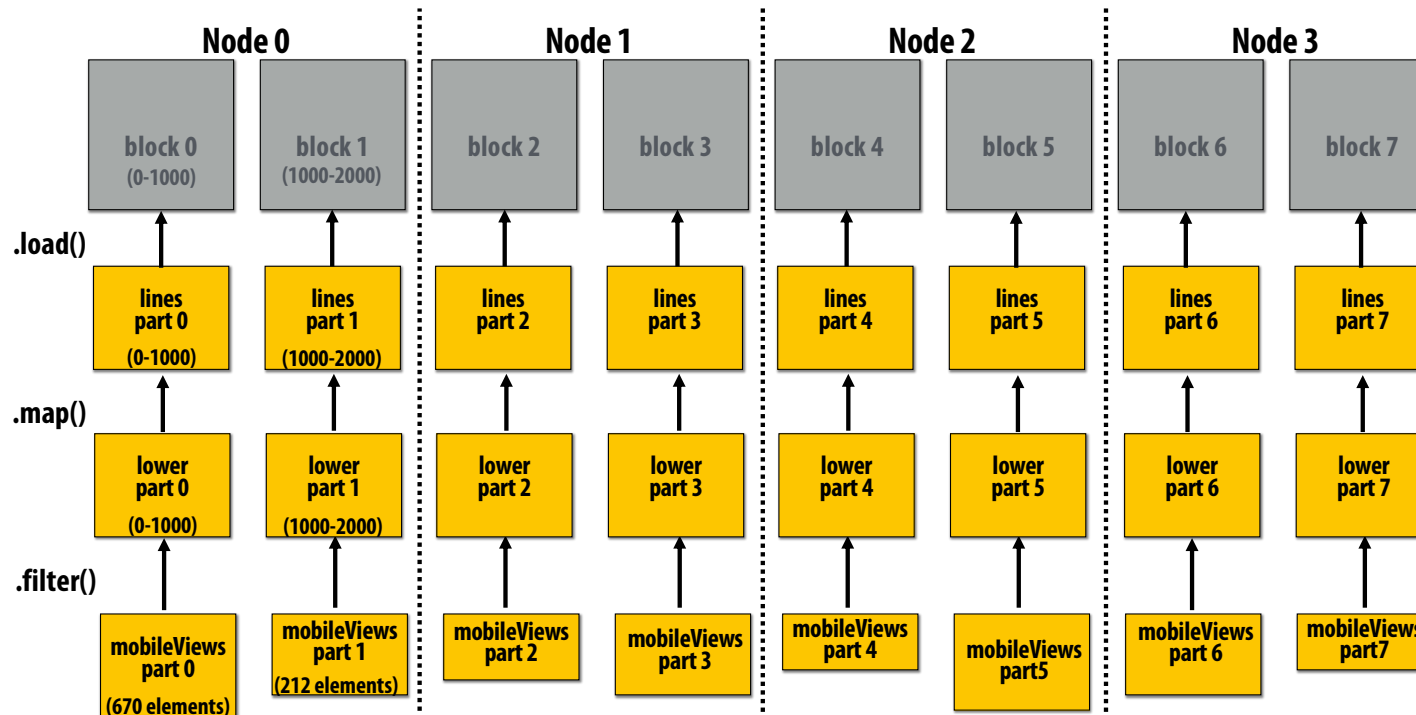 Node 0
Node 1
Node 2
Node 3
block 0
(0-1000)
block 1
(1000-2000)
block 2
block 3
block 4
block 5
block 6
block 7
.load()
lines
part 0
(0-1000)
lines
part 1
(1000-2000)
lines
part 2
lines
part 3
lines
part 4
lines
part 5
lines
part 6
lines
part 7
.map()
lower
part 0
(0-1000)
lower
part 1
(1000-2000)
lower
part 2
lower
part 3
lower
part 4
lower
part 5
lower
part 6
lower
part 7
.filter()
mobileViews
part 0
(670 elements)
mobileViews
part 1
(212 elements)
mobileViews
part 2
mobileViews
part 3
mobileViews
part 4
mobileViews
part5
mobileViews
part 6
mobileViews
part7